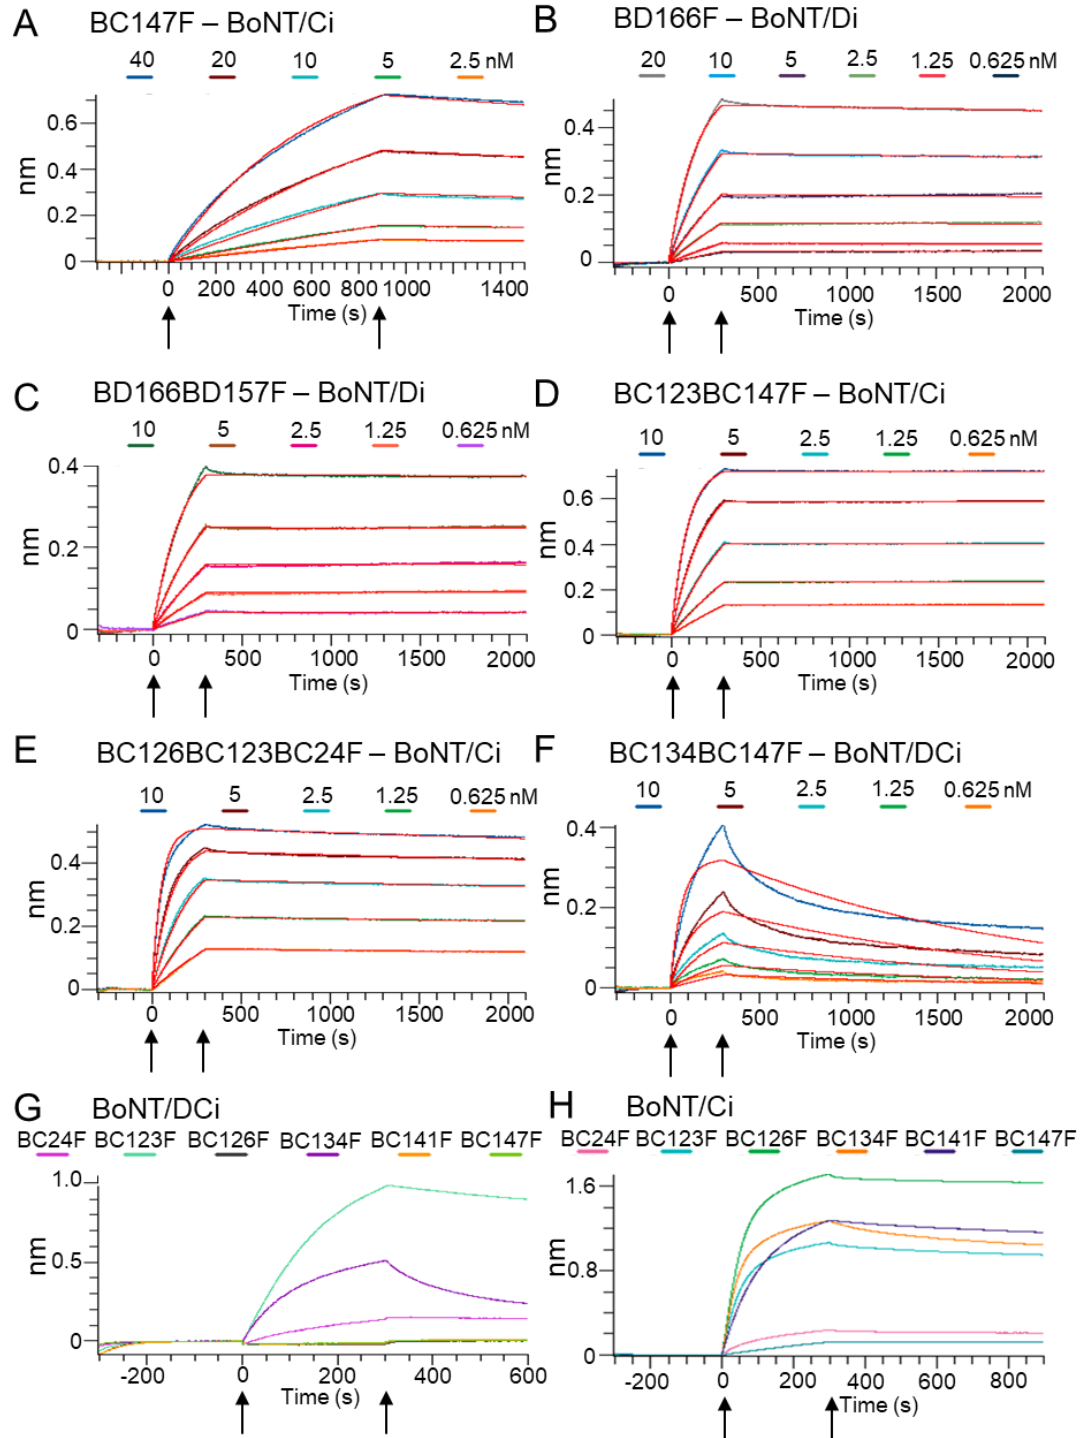 A
BC147F – BoNT/Ci
40 20 10 5 2.5 nM
0.6
0.4
0.2
0
nm
0 200 400 600 800 1000 1400
Time (s)
B
BD166F – BoNT/Di
20 10 5 2.5 1.25 0.625 nM
0.4
0.2
0
nm
0 500 1000 1500 2000
Time (s)
C
BD166BD157F – BoNT/Di
10 5 2.5 1.25 0.625 nM
0.4
0.2
0
nm
0 500 1000 1500 2000
Time (s)
D
BC123BC147F – BoNT/Ci
10 5 2.5 1.25 0.625 nM
0.6
0.4
0.2
0
nm
0 500 1000 1500 2000
Time (s)
E
BC126BC123BC24F – BoNT/Ci
10 5 2.5 1.25 0.625 nM
0.4
0.2
0
nm
0 500 1000 1500 2000
Time (s)
F
BC134BC147F – BoNT/DCi
10 5 2.5 1.25 0.625 nM
0.4
0.2
0
nm
0 500 1000 1500 2000
Time (s)
G
BoNT/DCi
BC24F BC123F BC126F BC134F BC141F BC147F
1.0
0.5
0
nm
-200 0 200 400 600
Time (s)
H
BoNT/Ci
BC24F BC123F BC126F BC134F BC141F BC147F
1.6
0.8
0
nm
-200 0 200 400 600 800
Time (s)